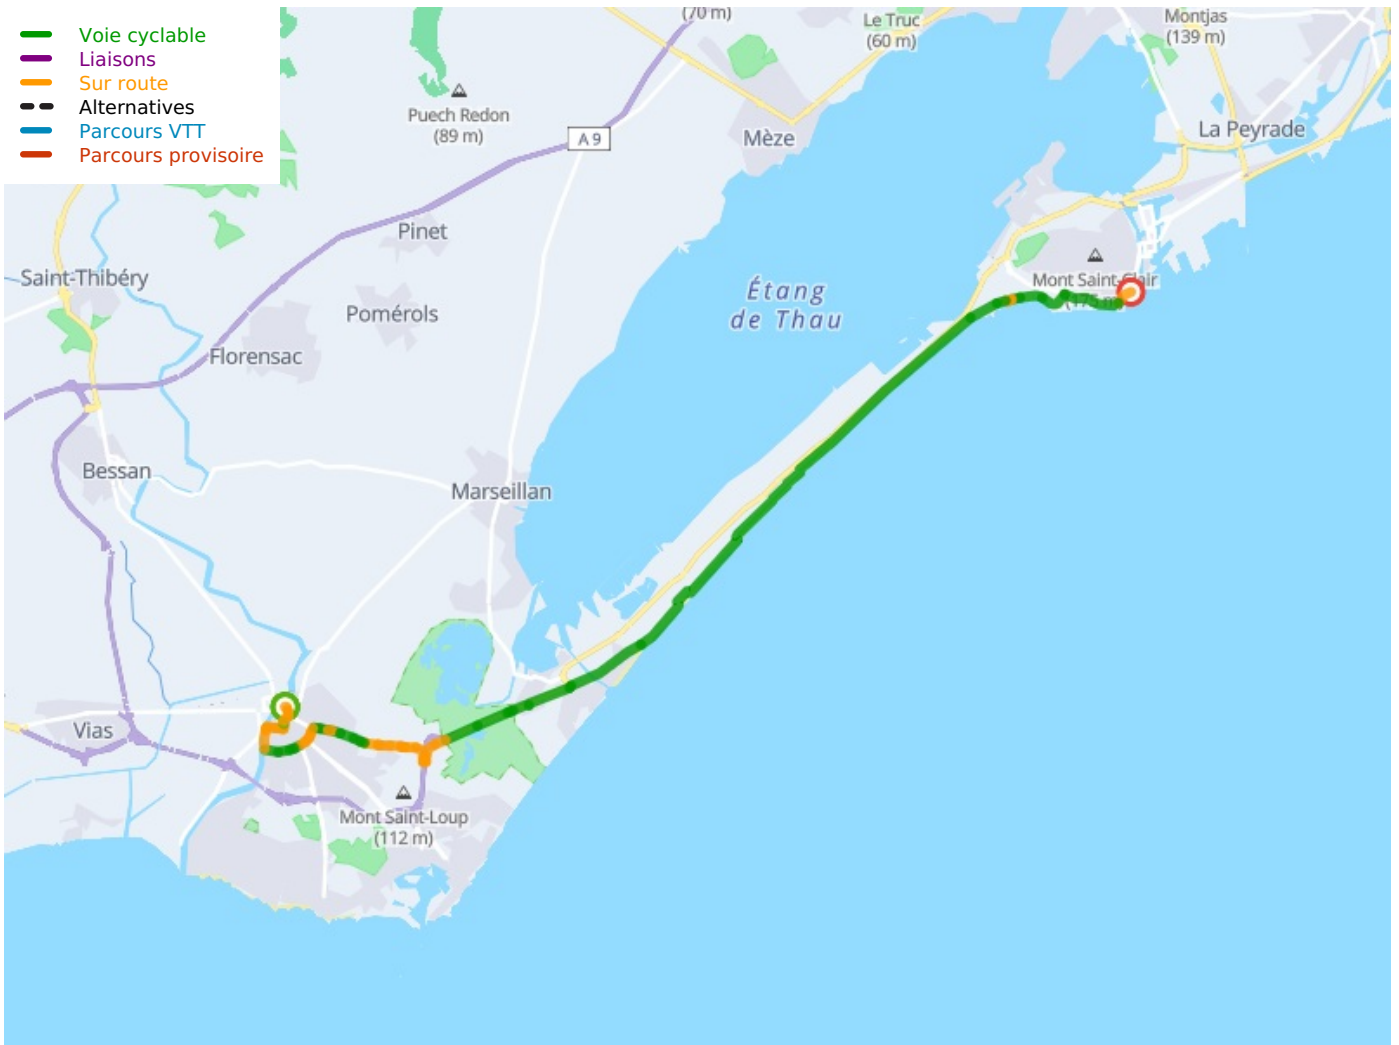 Voie cyclable
Liaisons
Sur route
Alternatives
Parcours VTT
Parcours provisoire
(70 m)
Le Truc
(60 m)
Montjas
(139 m)
Puech Redon
(89 m)
A 9
Mèze
La Peyrade
Pinet
Saint-Thibéry
Mont Saint-Clair
(175 m)
Étang
de Thau
Pomérols
Florensac
Bessan
Marseillan
Vias
Mont Saint-Loup
(112 m)